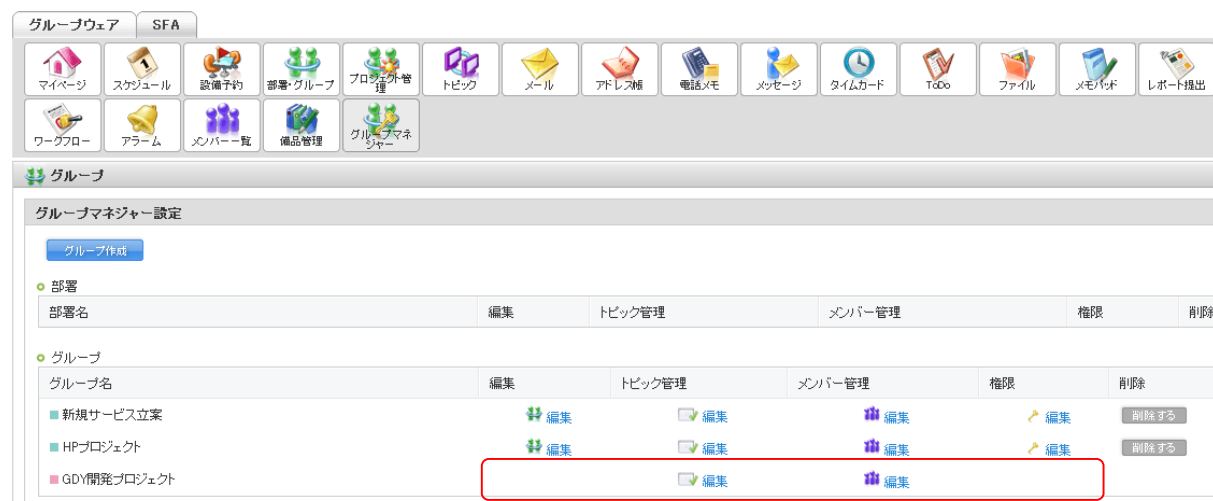 グループウェア SFA
マイページ スケジュール 設備予約 部署・グループ プロジェクト管理 トピック メール アドレス帳 電話メモ メッセージ タイムカード ToDo ファイル メモパッド レポート提出
ワークフロー アラーム メンバー一覧 備品管理 グループマネジャー
グループ
グループマネジャー設定
グループ作成
部署
部署名 編集 トピック管理 メンバー管理 権限 削除
グループ
グループ名 編集 トピック管理 メンバー管理 権限 削除
新規サービス立案 編集 編集 編集 編集 削除する
HPプロジェクト 編集 編集 編集 編集 削除する
GDY開発プロジェクト 編集 編集